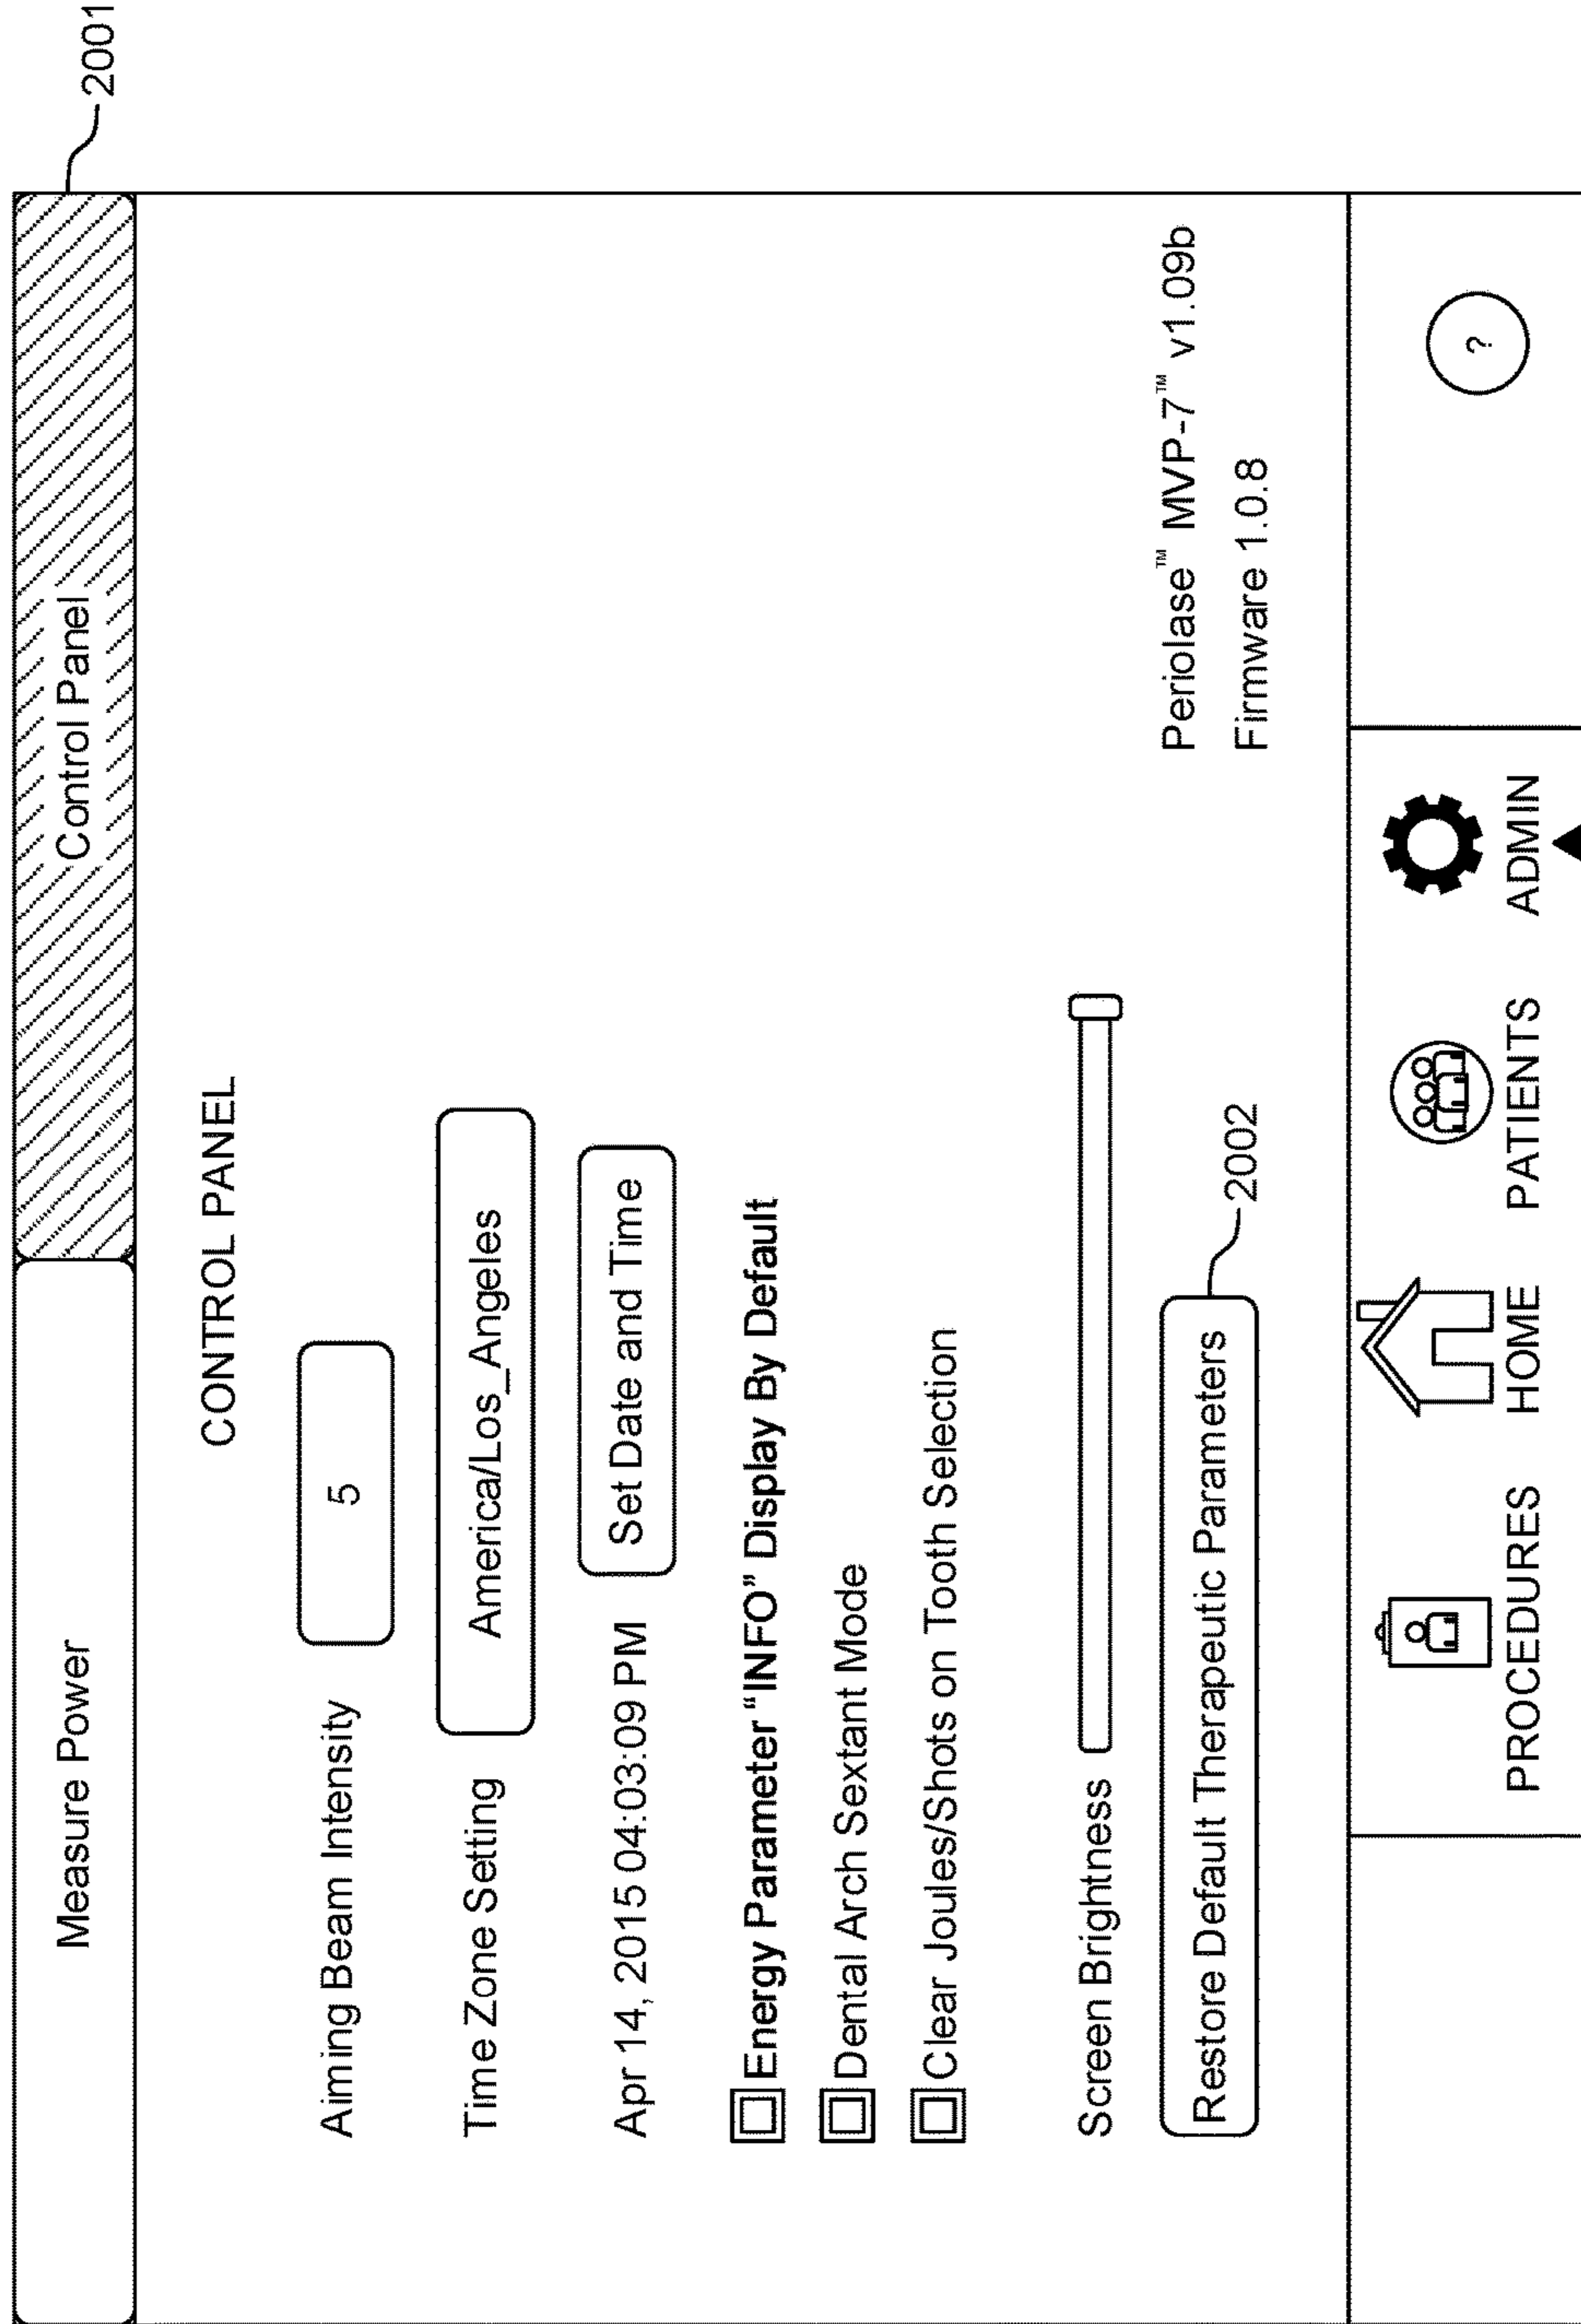 Measure Power
Control Panel
2001
CONTROL PANEL
Aiming Beam Intensity
5
Time Zone Setting
America/Los_Angeles
Apr 14, 2015 04:03:09 PM
Set Date and Time
Energy Parameter "INFO" Display By Default
Dental Arch Sextant Mode
Clear Joules/Shots on Tooth Selection
Screen Brightness
Restore Default Therapeutic Parameters
2002
Periolase™ MVP-7™ v1.09b
Firmware 1.0.8
PROCEDURES
HOME
PATIENTS
ADMIN
?